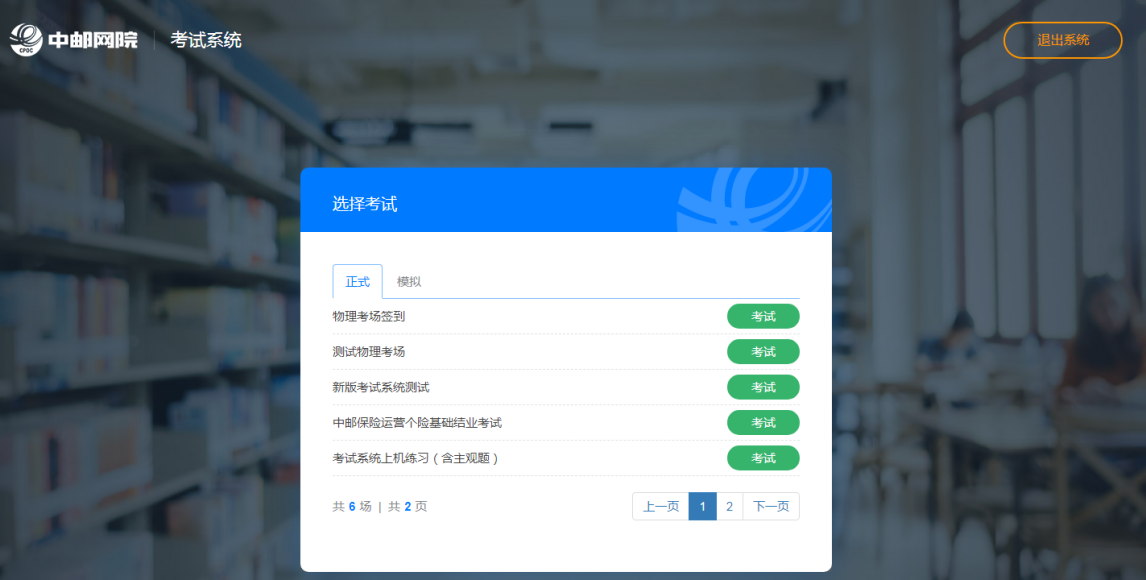 CPOC
中邮网院
考试系统
退出系统
选择考试
正式
模拟
物理考场签到
考试
测试物理考场
考试
新版考试系统测试
考试
中邮保险运营个险基础结业考试
考试
考试系统上机练习（含主观题）
考试
共 6 场 | 共 2 页
上一页 1 2 下一页